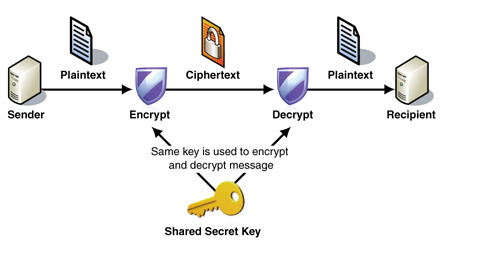 Plaintext
Ciphertext
Plaintext
Sender
Encrypt
Decrypt
Recipient
Same key is used to encrypt
and decrypt message
Shared Secret Key